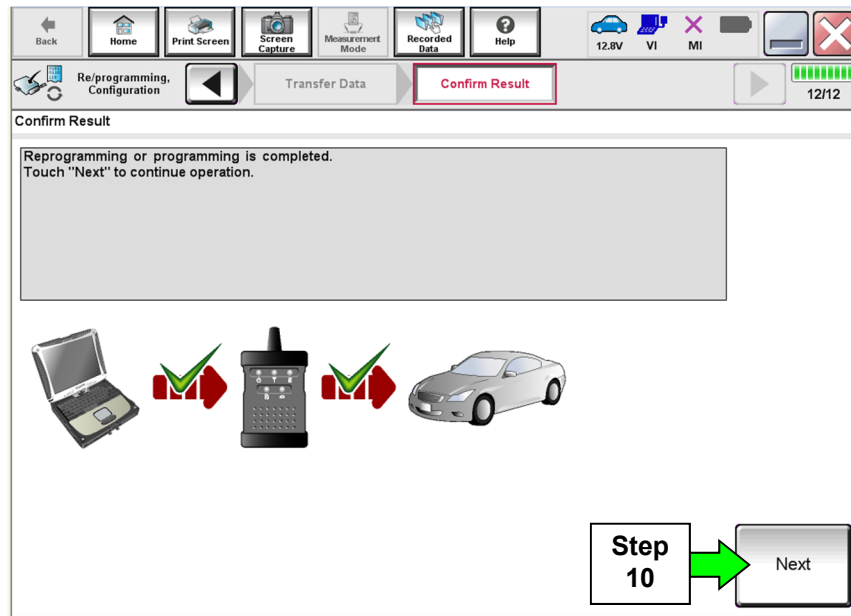 Back
Home
Print Screen
Screen
Capture
Measurement
Mode
Recorded
Data
Help
12.8V
VI
MI
Re/programming,
Configuration
Transfer Data
Confirm Result
12/12
Confirm Result
Reprogramming or programming is completed.
Touch "Next" to continue operation.
Step
10
Next